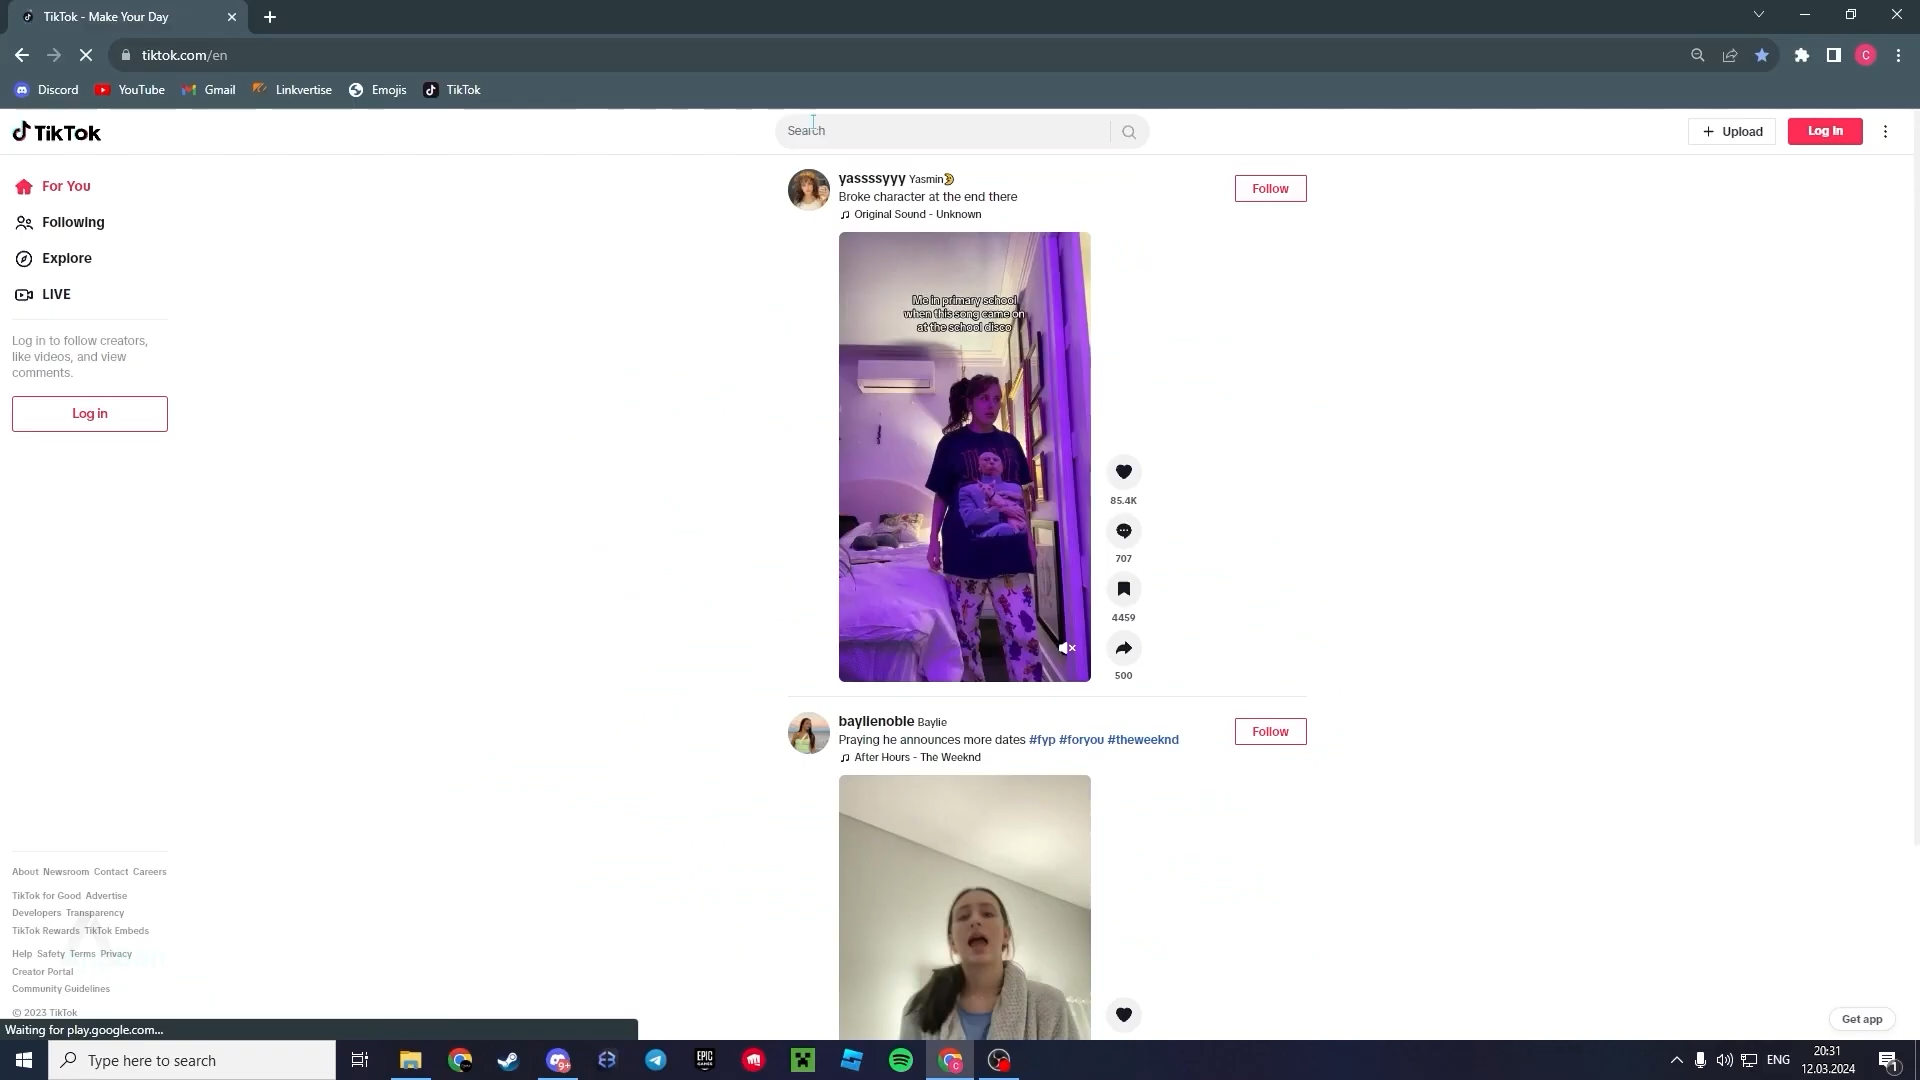 TikTok - Make Your Day
tiktok.com/en
C
Discord
YouTube
Gmail
Linkvertise
Emojis
TikTok
TikTok
Search
Upload
Log in
For You
Following
Explore
LIVE
Log in to follow creators,
like videos, and view
comments.
Log in
yassssyyy Yasmin
Broke character at the end there
Original Sound - Unknown
Follow
Me in primary school
when this song came on
at the school disco
85.4K
707
4459
500
baylienoble Baylie
Praying he announces more dates #fyp #foryou #theweeknd
After Hours - The Weeknd
Follow
About Newsroom Contact Careers
TikTok for Good Advertise
Developers Transparency
TikTok Rewards TikTok Embeds
Help Safety Terms Privacy
Creator Portal
Community Guidelines
© 2023 TikTok
Get app
Waiting for play.google.com...
Type here to search
9+
EPIC
GAMES
C
ENG
20:31
12.03.2024
1